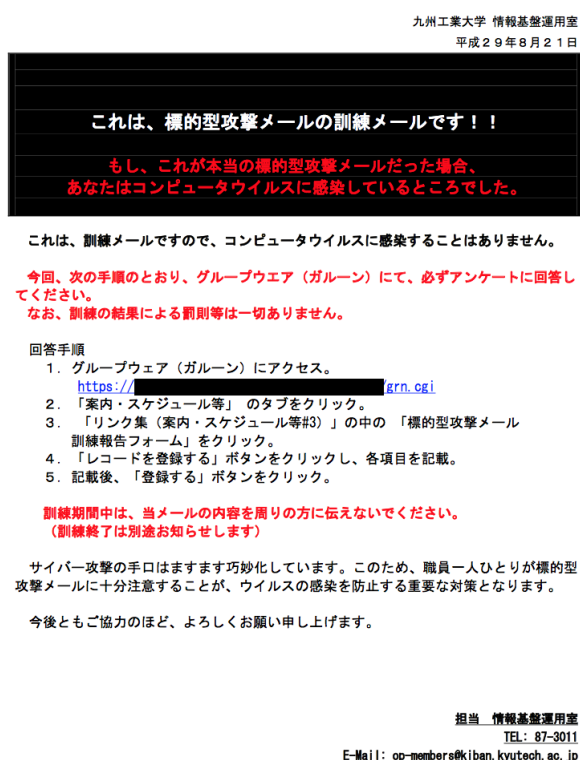 九州工業大学 情報基盤運用室
平成２９年８月２１日
これは、標的型攻撃メールの訓練メールです！！
もし、これが本当の標的型攻撃メールだった場合、
あなたはコンピュータウイルスに感染しているところでした。
これは、訓練メールですので、コンピュータウイルスに感染することはありません。
今回、次の手順のとおり、グループウエア（ガルーン）にて、必ずアンケートに回答し
てください。
なお、訓練の結果による罰則等は一切ありません。
回答手順
１．グループウェア（ガルーン）にアクセス。
https:// /grn.cgi
２．「案内・スケジュール等」 のタブをクリック。
３． 「リンク集（案内・スケジュール等#3）」の中の 「標的型攻撃メール
訓練報告フォーム」をクリック。
４．「レコードを登録する」ボタンをクリックし、各項目を記載。
５．記載後、「登録する」ボタンをクリック。
訓練期間中は、当メールの内容を周りの方に伝えないでください。
（訓練終了は別途お知らせします）
サイバー攻撃の手口はますます巧妙化しています。このため、職員一人ひとりが標的型
攻撃メールに十分注意することが、ウイルスの感染を防止する重要な対策となります。
今後ともご協力のほど、よろしくお願い申し上げます。
担当　情報基盤運用室
TEL: 87-3011
E-Mail: op-members@kiban.kyutech.ac.jp